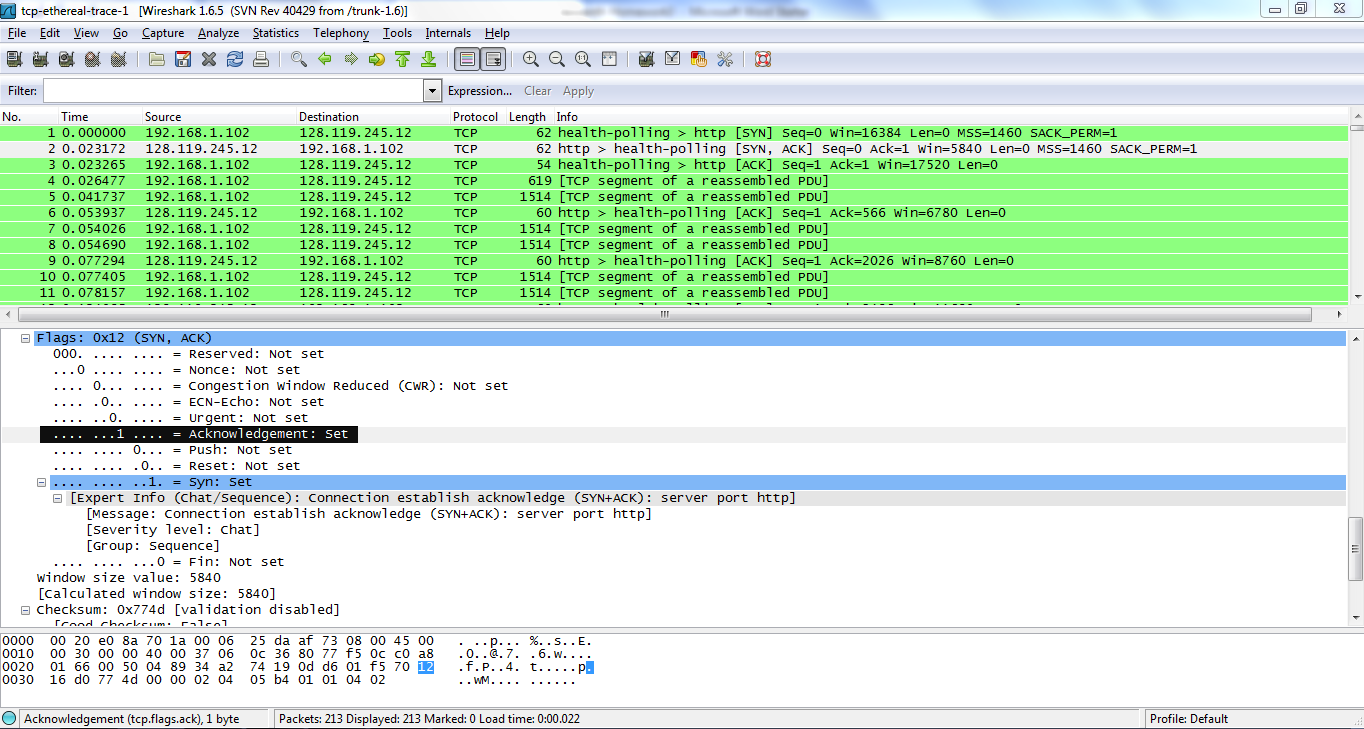 tcp-ethereal-trace-1 [Wireshark 1.6.5 (SVN Rev 40429 from /trunk-1.6)]
File Edit View Go Capture Analyze Statistics Telephony Tools Internals Help
Filter: Expression... Clear Apply
No. Time Source Destination Protocol Length Info
1 0.000000 192.168.1.102 128.119.245.12 TCP 62 health-polling > http [SYN] Seq=0 Win=16384 Len=0 MSS=1460 SACK_PERM=1
2 0.023172 128.119.245.12 192.168.1.102 TCP 62 http > health-polling [SYN, ACK] Seq=0 Ack=1 Win=5840 Len=0 MSS=1460 SACK_PERM=1
3 0.023265 192.168.1.102 128.119.245.12 TCP 54 health-polling > http [ACK] Seq=1 Ack=1 Win=17520 Len=0
4 0.026477 192.168.1.102 128.119.245.12 TCP 619 [TCP segment of a reassembled PDU]
5 0.041737 192.168.1.102 128.119.245.12 TCP 1514 [TCP segment of a reassembled PDU]
6 0.053937 128.119.245.12 192.168.1.102 TCP 60 http > health-polling [ACK] Seq=1 Ack=566 Win=6780 Len=0
7 0.054026 192.168.1.102 128.119.245.12 TCP 1514 [TCP segment of a reassembled PDU]
8 0.054690 192.168.1.102 128.119.245.12 TCP 1514 [TCP segment of a reassembled PDU]
9 0.077294 128.119.245.12 192.168.1.102 TCP 60 http > health-polling [ACK] Seq=1 Ack=2026 Win=8760 Len=0
10 0.077405 192.168.1.102 128.119.245.12 TCP 1514 [TCP segment of a reassembled PDU]
11 0.078157 192.168.1.102 128.119.245.12 TCP 1514 [TCP segment of a reassembled PDU]
Flags: 0x12 (SYN, ACK)
000. .... .... = Reserved: Not set
...0 .... .... = Nonce: Not set
.... 0... .... = Congestion Window Reduced (CWR): Not set
.... .0.. .... = ECN-Echo: Not set
.... ..0. .... = Urgent: Not set
.... ...1 .... = Acknowledgement: Set
.... .... 0... = Push: Not set
.... .... .0.. = Reset: Not set
.... .... ..1. = Syn: Set
[Expert Info (Chat/Sequence): Connection establish acknowledge (SYN+ACK): server port http]
[Message: Connection establish acknowledge (SYN+ACK): server port http]
[Severity level: Chat]
[Group: Sequence]
.... .... ...0 = Fin: Not set
Window size value: 5840
[Calculated window size: 5840]
Checksum: 0x774d [validation disabled]
[Good Checksum: False]
0000 00 20 e0 8a 70 1a 00 06 25 da af 73 08 00 45 00 . ..p... %..s..E.
0010 00 30 00 00 40 00 37 06 0c 36 80 77 f5 0c c0 a8 .0..@.7. .6.w....
0020 01 66 00 50 04 89 34 a2 74 19 0d d6 01 f5 70 12 .f.P..4. t.....p.
0030 16 d0 77 4d 00 00 02 04 05 b4 01 01 04 02 ..wM.... ......
Acknowledgement (tcp.flags.ack), 1 byte Packets: 213 Displayed: 213 Marked: 0 Load time: 0:00.022 Profile: Default